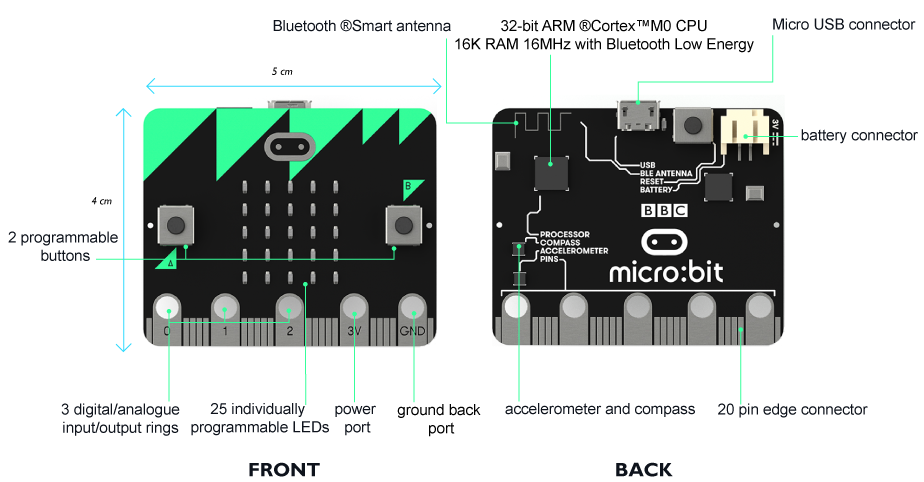 Bluetooth ®Smart antenna
32-bit ARM ®Cortex™M0 CPU
16K RAM 16MHz with Bluetooth Low Energy
Micro USB connector
5 cm
4 cm
battery connector
3V
USB
BLE ANTENNA
RESET
BATTERY
B
BBC
2 programmable
buttons
A
PROCESSOR
COMPASS
ACCELEROMETER
PINS
micro:bit
0
1
2
3V
GND
3 digital/analogue
input/output rings
25 individually
programmable LEDs
power
port
ground back
port
accelerometer and compass
20 pin edge connector
FRONT
BACK